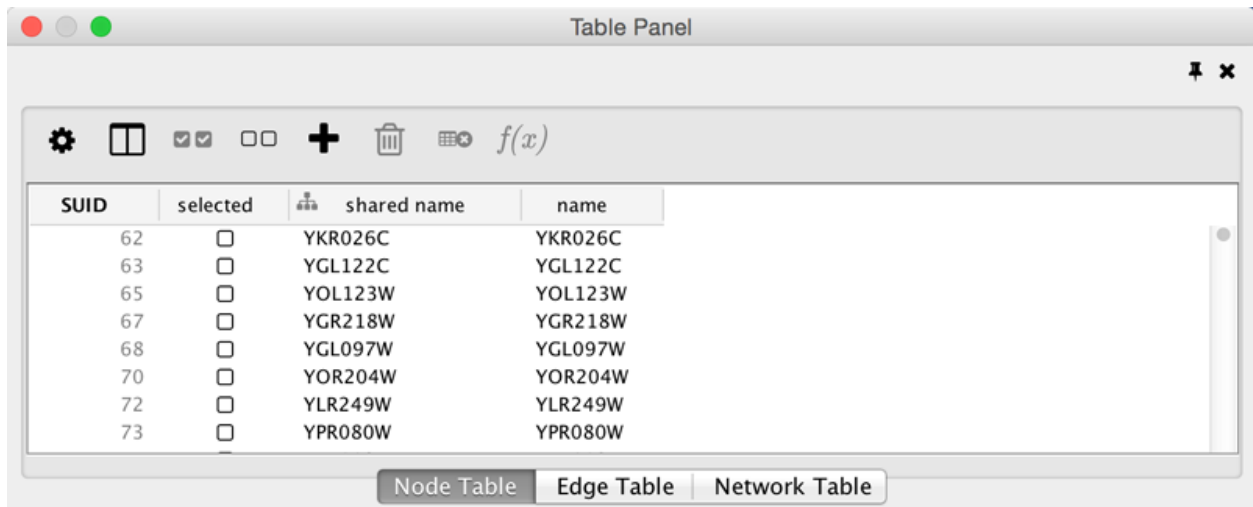 Table Panel
f(x)
SUID selected shared name name
62 YKR026C YKR026C
63 YGL122C YGL122C
65 YOL123W YOL123W
67 YGR218W YGR218W
68 YGL097W YGL097W
70 YOR204W YOR204W
72 YLR249W YLR249W
73 YPR080W YPR080W
Node Table Edge Table Network Table